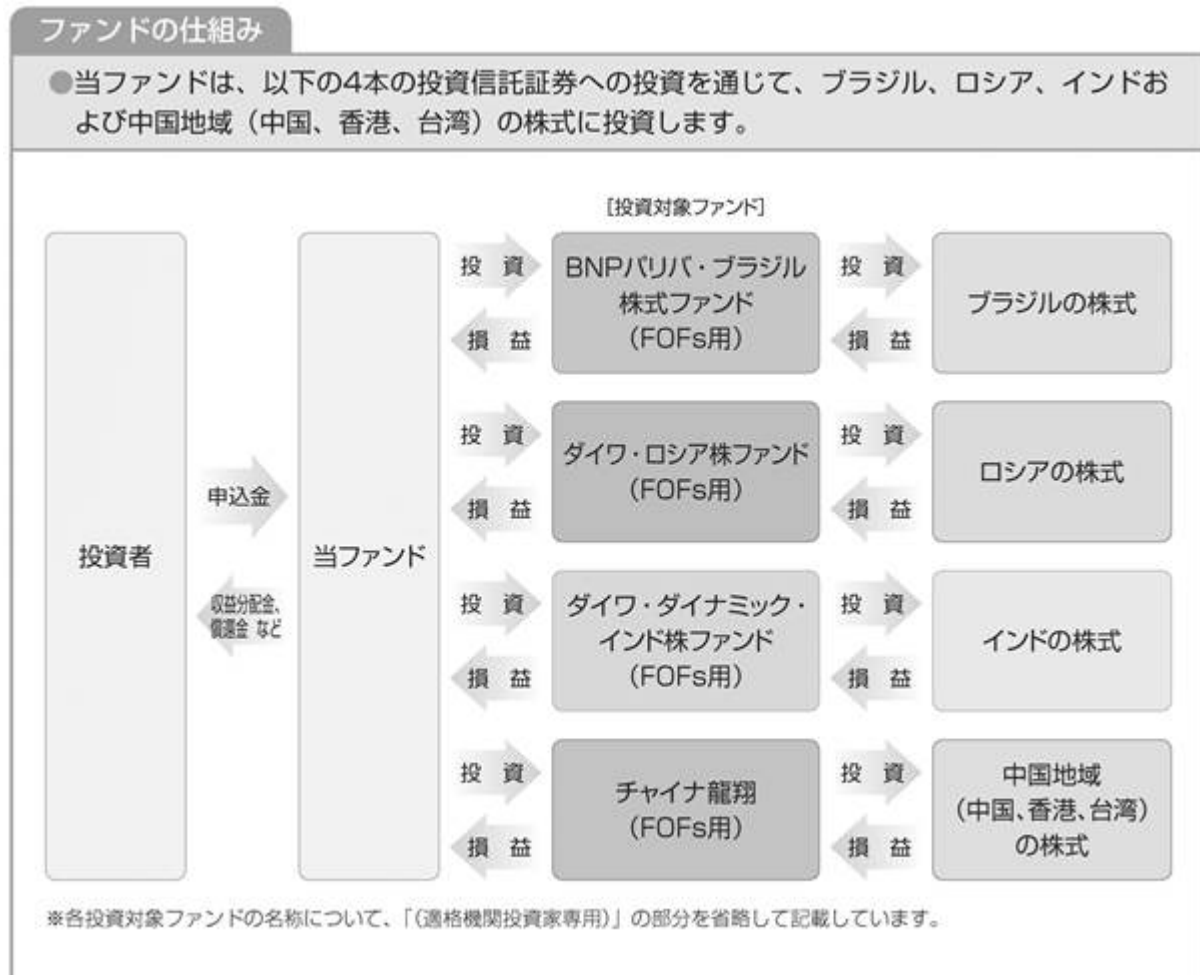 ファンドの仕組み
●当ファンドは、以下の4本の投資信託証券への投資を通じて、ブラジル、ロシア、インドお
よび中国地域（中国、香港、台湾）の株式に投資します。
［投資対象ファンド］
投資者
申込金
収益分配金、
償還金 など
当ファンド
投 資
損 益
BNPパリバ・ブラジル
株式ファンド
（FOFs用）
投 資
損 益
ブラジルの株式
投 資
損 益
ダイワ・ロシア株ファンド
（FOFs用）
投 資
損 益
ロシアの株式
投 資
損 益
ダイワ・ダイナミック・
インド株ファンド
（FOFs用）
投 資
損 益
インドの株式
投 資
損 益
チャイナ龍翔
（FOFs用）
投 資
損 益
中国地域
（中国、香港、台湾）
の株式
※各投資対象ファンドの名称について、「（適格機関投資家専用）」の部分を省略して記載しています。